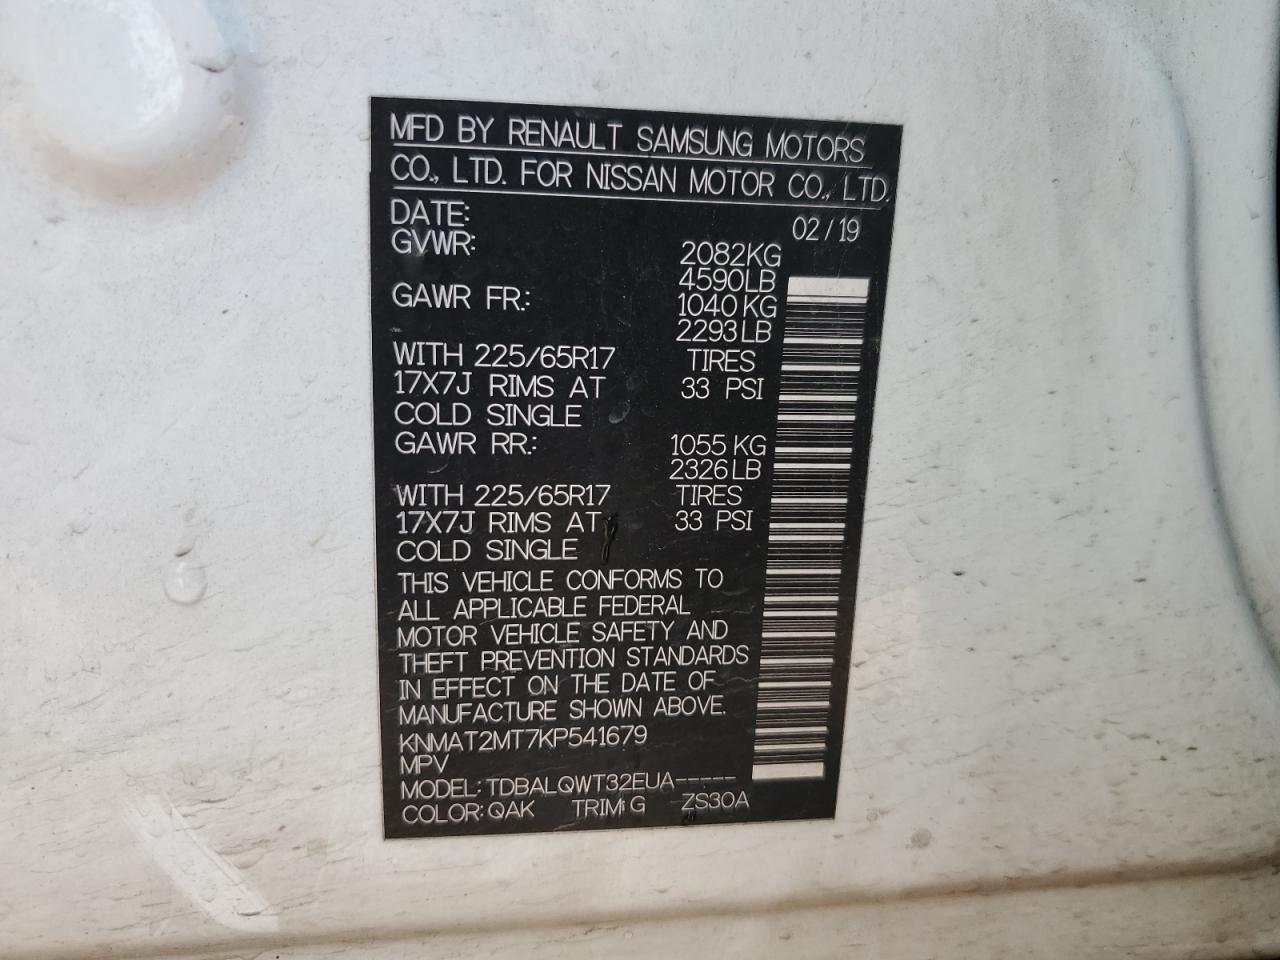 MFD BY RENAULT SAMSUNG MOTORS
CO., LTD. FOR NISSAN MOTOR CO., LTD.
DATE: 02/19
GVWR: 2082KG
4590LB
GAWR FR.: 1040 KG
2293LB
WITH 225/65R17 TIRES
17X7J RIMS AT 33 PSI
COLD SINGLE
GAWR RR.: 1055 KG
2326LB
WITH 225/65R17 TIRES
17X7J RIMS AT 33 PSI
COLD SINGLE
THIS VEHICLE CONFORMS TO
ALL APPLICABLE FEDERAL
MOTOR VEHICLE SAFETY AND
THEFT PREVENTION STANDARDS
IN EFFECT ON THE DATE OF
MANUFACTURE SHOWN ABOVE.
KNMAT2MT7KP541679
MPV
MODEL: TDBALQWT32EUA-----
COLOR: QAK TRIM: G ZS30A